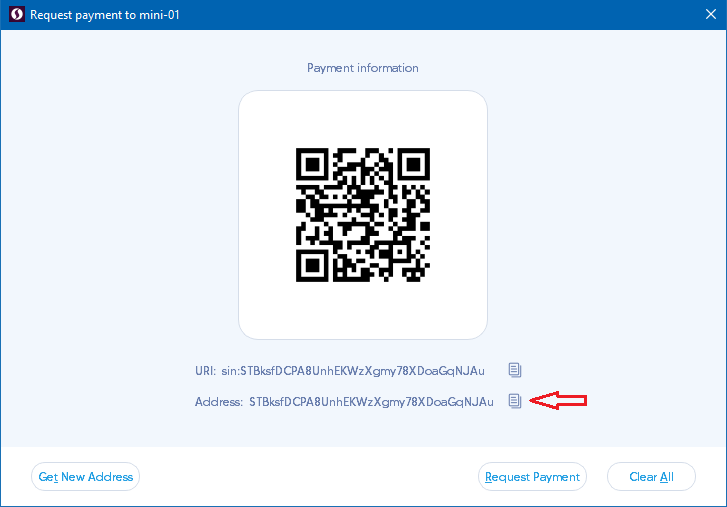 Request payment to mini-01
Payment information
URI: sin:STBksfDCPA8UnhEKWzXgmy78XDoaGqNJAu
Address: STBksfDCPA8UnhEKWzXgmy78XDoaGqNJAu
Get New Address
Request Payment
Clear All